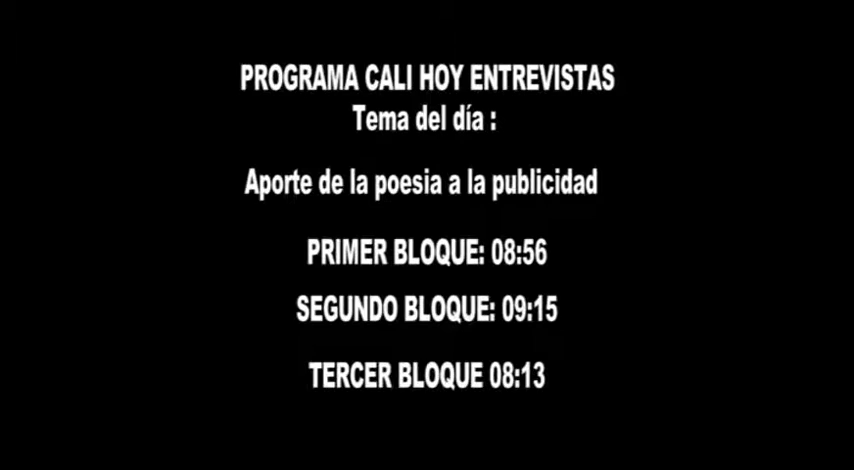 PROGRAMA CALI HOY ENTREVISTAS
Tema del día :
Aporte de la poesia a la publicidad
PRIMER BLOQUE: 08:56
SEGUNDO BLOQUE: 09:15
TERCER BLOQUE 08:13